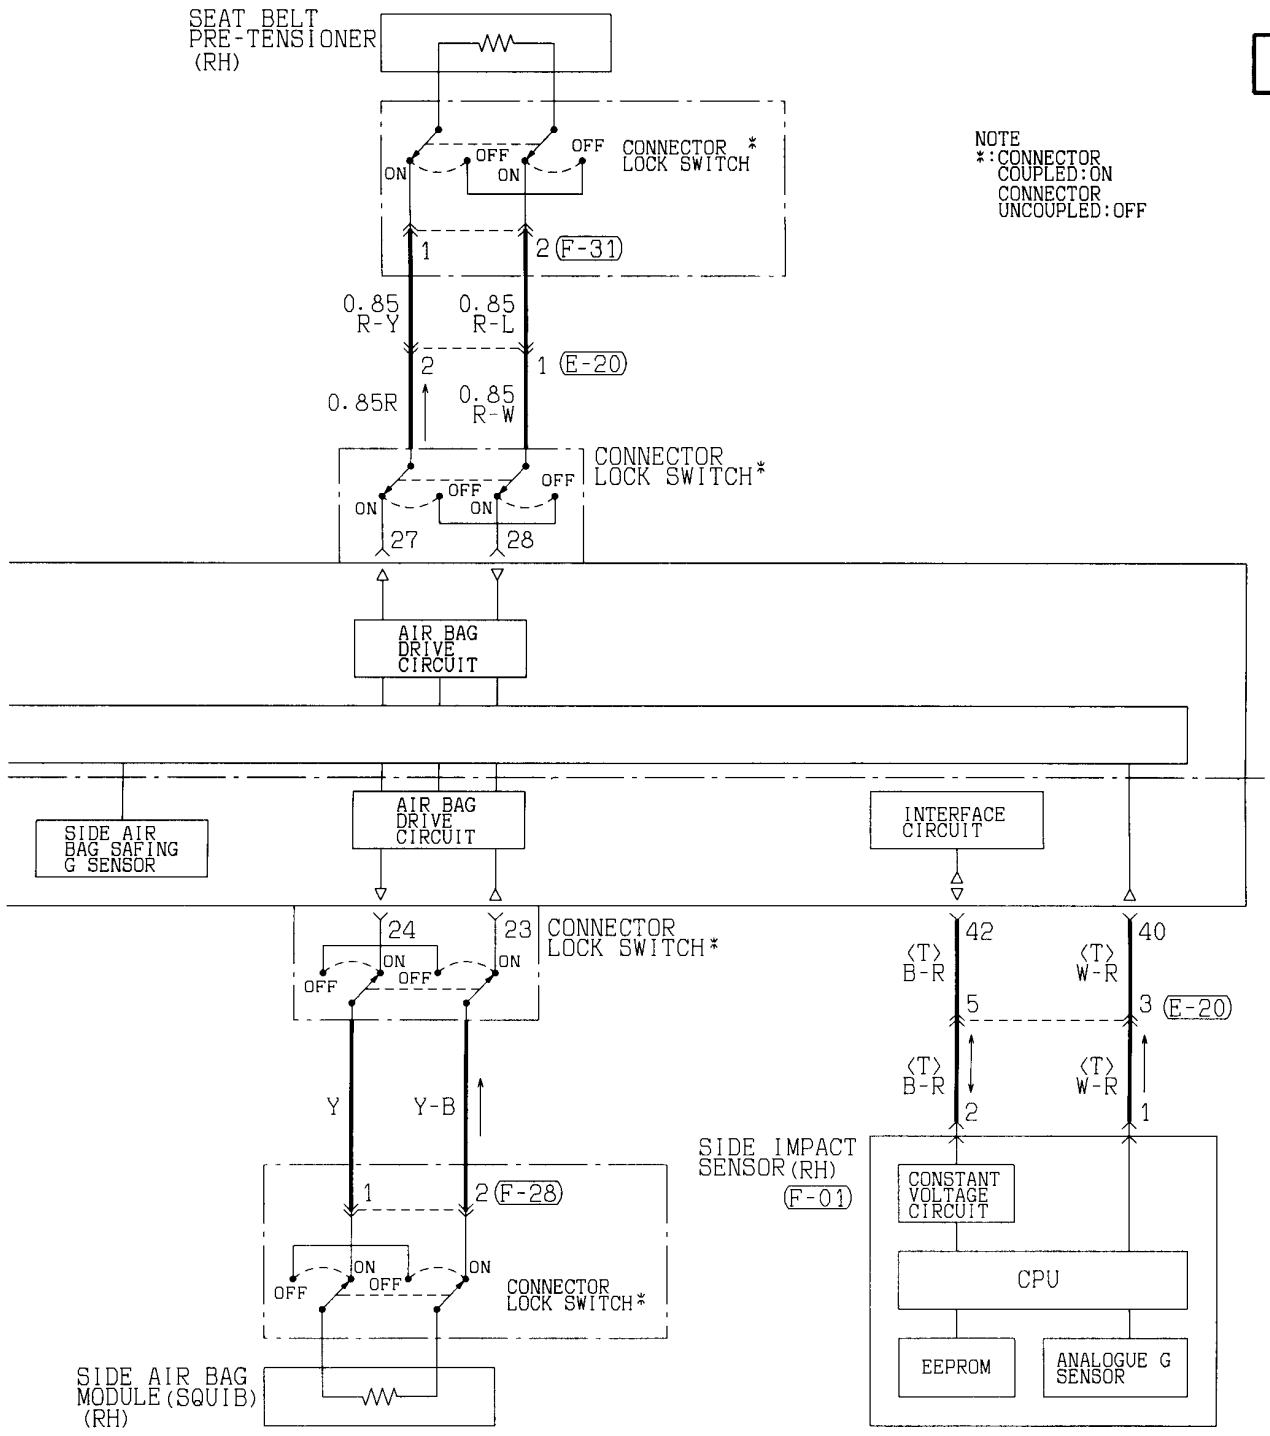 SEAT BELT
PRE-TENSIONER
(RH)
OFF
OFF
ON
ON
CONNECTOR *
LOCK SWITCH
NOTE
*:CONNECTOR
COUPLED:ON
CONNECTOR
UNCOUPLED:OFF
1
2 (F-31)
0.85
R-Y
0.85
R-L
2
1 (E-20)
0.85R
0.85
R-W
CONNECTOR
LOCK SWITCH*
OFF
OFF
ON
ON
27
28
AIR BAG
DRIVE
CIRCUIT
SIDE AIR
BAG SAFING
G SENSOR
AIR BAG
DRIVE
CIRCUIT
INTERFACE
CIRCUIT
24
23
CONNECTOR
LOCK SWITCH*
ON
ON
OFF
OFF
42
40
<T>
B-R
<T>
W-R
5
3 (E-20)
<T>
B-R
<T>
W-R
2
1
Y
Y-B
SIDE IMPACT
SENSOR(RH)
(F-01)
CONSTANT
VOLTAGE
CIRCUIT
CPU
EEPROM
ANALOGUE G
SENSOR
1
2 (F-28)
ON
ON
OFF
OFF
CONNECTOR
LOCK SWITCH*
SIDE AIR BAG
MODULE(SQUIB)
(RH)